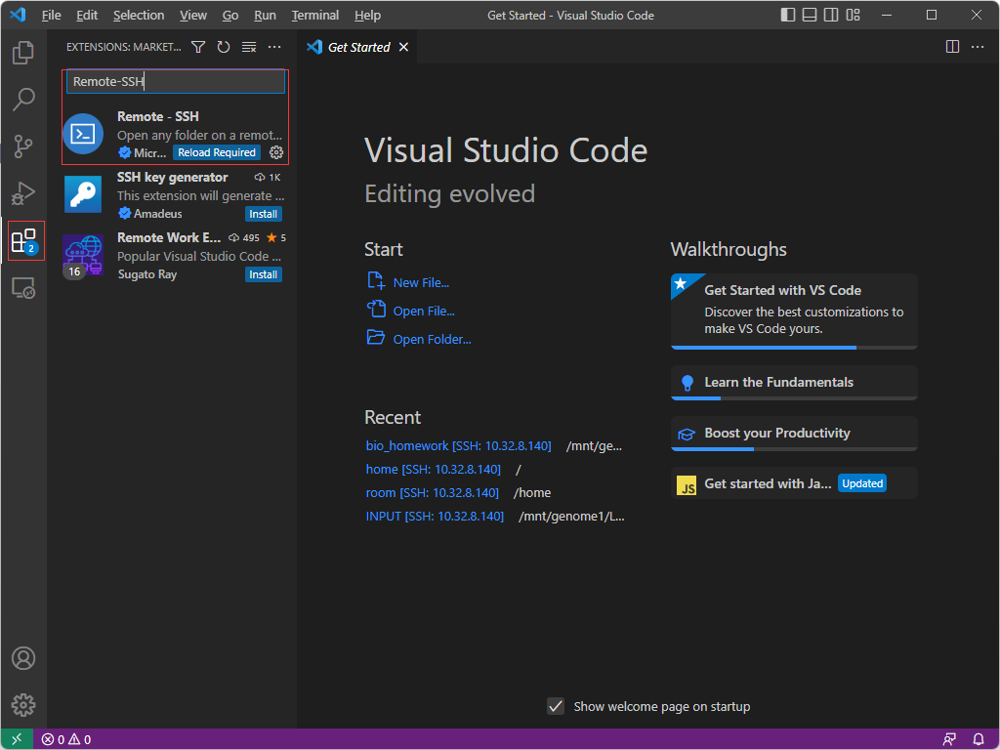 File Edit Selection View Go Run Terminal Help Get Started - Visual Studio Code
EXTENSIONS: MARKET...
Get Started
Remote-SSH
Remote - SSH
Open any folder on a remot...
Micr... Reload Required
SSH key generator 1K
This extension will generate ...
Amadeus Install
2
Remote Work E... 495 5
Popular Visual Studio Code ...
16
Sugato Ray Install
Visual Studio Code
Editing evolved
Start
New File...
Open File...
Open Folder...
Recent
bio_homework [SSH: 10.32.8.140] /mnt/ge...
home [SSH: 10.32.8.140] /
room [SSH: 10.32.8.140] /home
INPUT [SSH: 10.32.8.140] /mnt/genome1/L...
Walkthroughs
Get Started with VS Code
Discover the best customizations to
make VS Code yours.
Learn the Fundamentals
Boost your Productivity
JS Get started with Ja... Updated
Show welcome page on startup
0 0